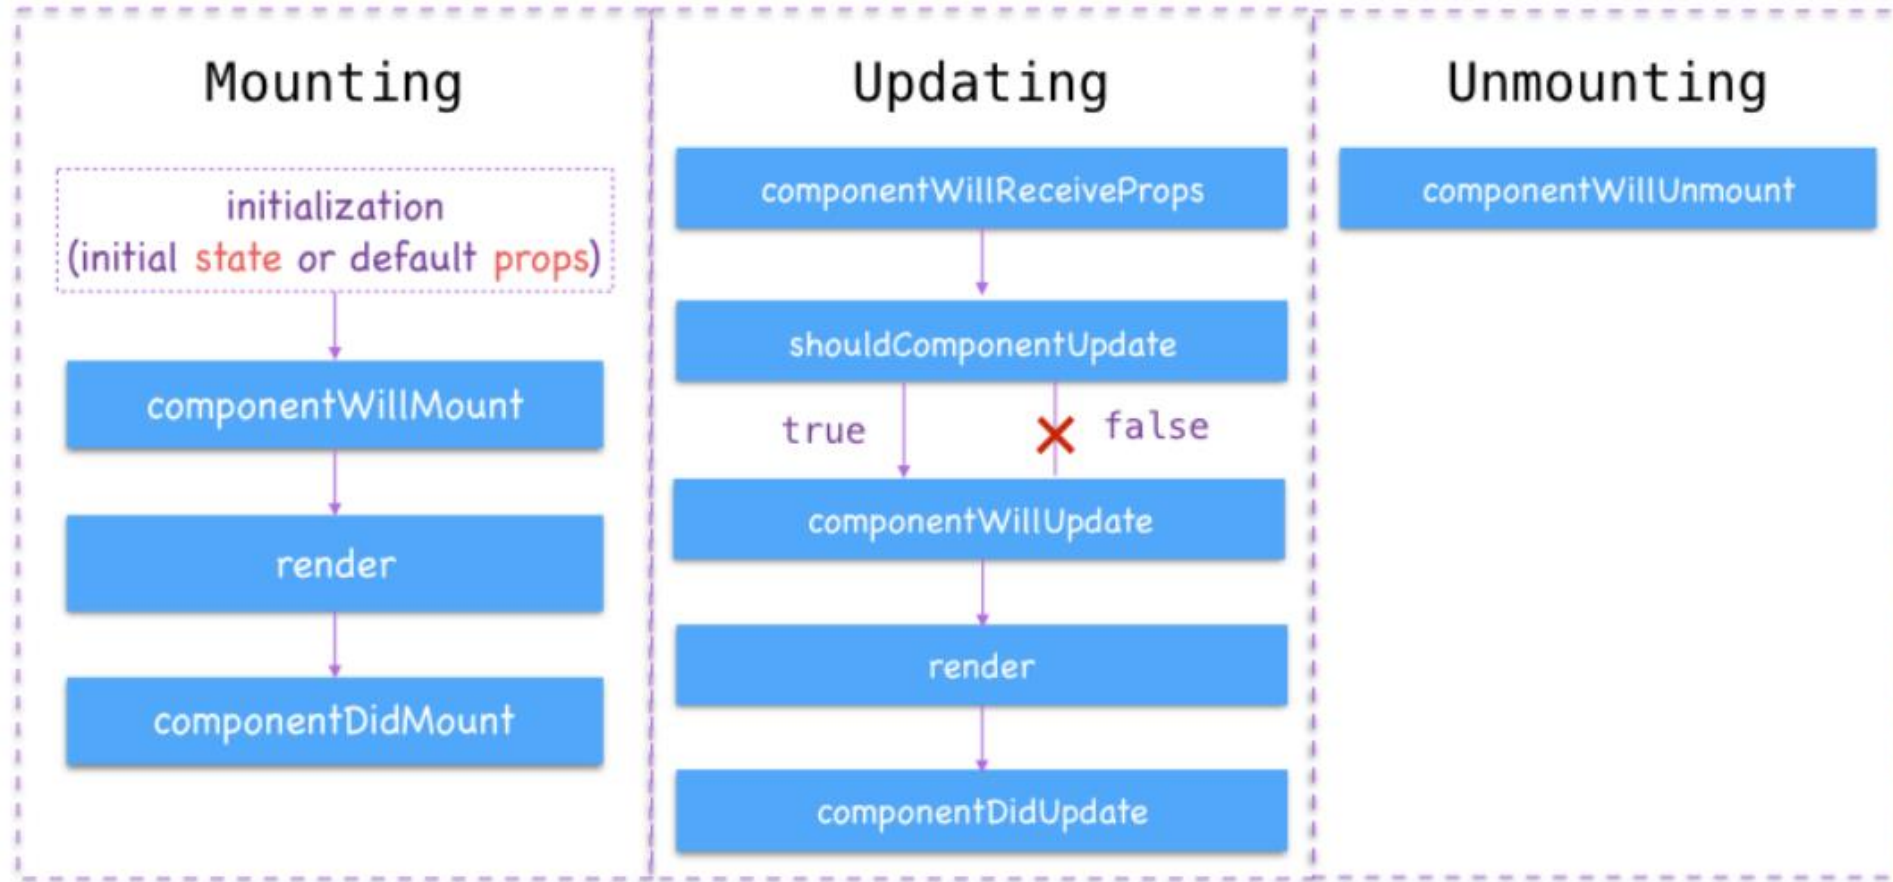 Mounting
initialization
(initial state or default props)
componentWillMount
render
componentDidMount
Updating
componentWillReceiveProps
shouldComponentUpdate
true
false
componentWillUpdate
render
componentDidUpdate
Unmounting
componentWillUnmount